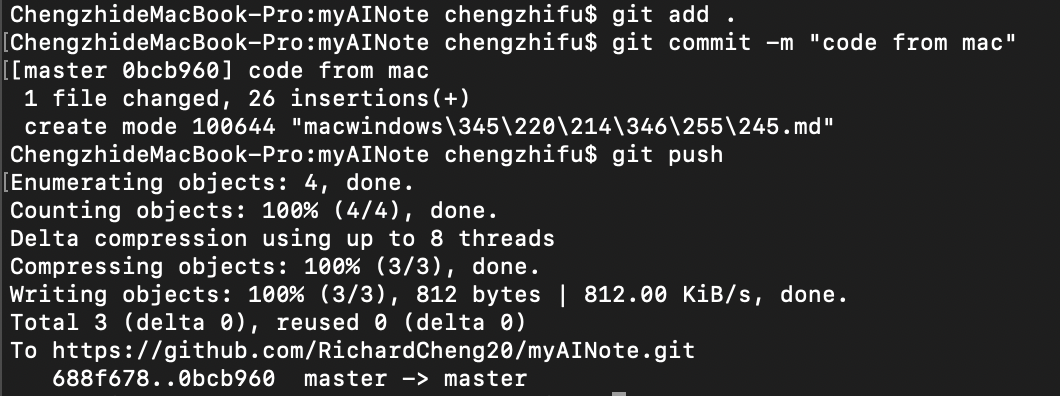 ChengzhideMacBook-Pro:myAINote chengzhifu$ git add .
[ChengzhideMacBook-Pro:myAINote chengzhifu$ git commit -m "code from mac"
[[master 0bcb960] code from mac
 1 file changed, 26 insertions(+)
 create mode 100644 "macwindows\345\220\214\346\255\245.md"
ChengzhideMacBook-Pro:myAINote chengzhifu$ git push
[Enumerating objects: 4, done.
Counting objects: 100% (4/4), done.
Delta compression using up to 8 threads
Compressing objects: 100% (3/3), done.
Writing objects: 100% (3/3), 812 bytes | 812.00 KiB/s, done.
Total 3 (delta 0), reused 0 (delta 0)
To https://github.com/RichardCheng20/myAINote.git
   688f678..0bcb960  master -> master